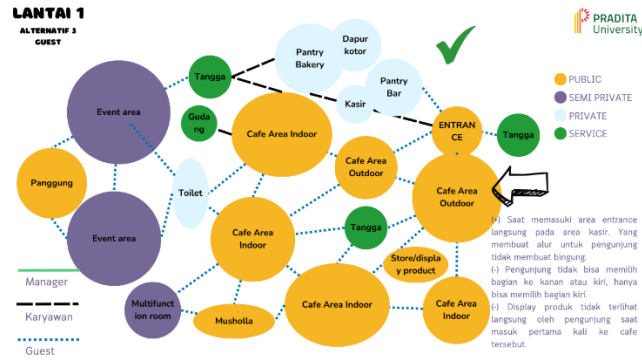 LANTAI 1
ALTERNATIF 3
GUEST
PRADITA
University
Dapur
kotor
Pantry
Bakery
Tangga
Pantry
Bar
PUBLIC
SEMI PRIVATE
PRIVATE
SERVICE
Event area
Kasir
Guda
ng
ENTRAN
CE
Tangga
Cafe Area Indoor
Cafe Area
Outdoor
Panggung
Toilet
Cafe Area
Outdoor
Event area
Cafe Area
Indoor
Tangga
Store/displa
y product
Manager
Karyawan
Guest
Multifunct
ion room
Musholla
Cafe Area Indoor
Cafe Area
Indoor
(+) Saat memasuki area entrance
langsung pada area kasir. Yang
membuat alur untuk pengunjung
tidak membuat bingung.
(-) Pengunjung tidak bisa memilih
bagian ke kanan atau kiri, hanya
bisa memilih bagian kiri.
(-) Display produk tidak terlihat
langsung oleh pengunjung saat
masuk pertama kali ke cafe
tersebut.